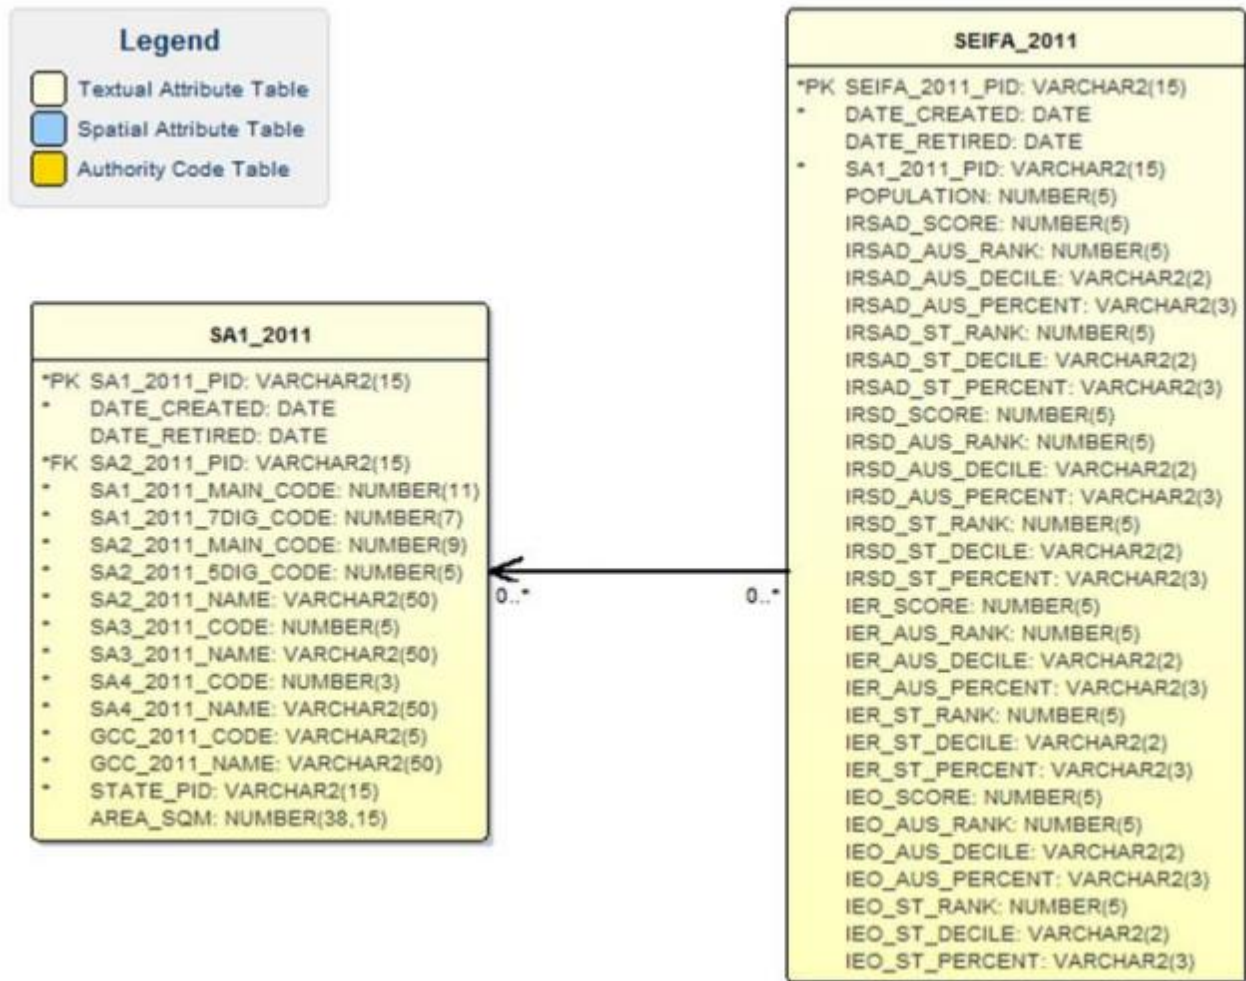 Legend
Textual Attribute Table
Spatial Attribute Table
Authority Code Table
SEIFA_2011
*PK SEIFA_2011_PID: VARCHAR2(15)
* DATE_CREATED: DATE
DATE_RETIRED: DATE
* SA1_2011_PID: VARCHAR2(15)
POPULATION: NUMBER(5)
IRSAD_SCORE: NUMBER(5)
IRSAD_AUS_RANK: NUMBER(5)
IRSAD_AUS_DECILE: VARCHAR2(2)
IRSAD_AUS_PERCENT: VARCHAR2(3)
IRSAD_ST_RANK: NUMBER(5)
IRSAD_ST_DECILE: VARCHAR2(2)
IRSAD_ST_PERCENT: VARCHAR2(3)
IRSD_SCORE: NUMBER(5)
IRSD_AUS_RANK: NUMBER(5)
IRSD_AUS_DECILE: VARCHAR2(2)
IRSD_AUS_PERCENT: VARCHAR2(3)
IRSD_ST_RANK: NUMBER(5)
IRSD_ST_DECILE: VARCHAR2(2)
IRSD_ST_PERCENT: VARCHAR2(3)
IER_SCORE: NUMBER(5)
IER_AUS_RANK: NUMBER(5)
IER_AUS_DECILE: VARCHAR2(2)
IER_AUS_PERCENT: VARCHAR2(3)
IER_ST_RANK: NUMBER(5)
IER_ST_DECILE: VARCHAR2(2)
IER_ST_PERCENT: VARCHAR2(3)
IEO_SCORE: NUMBER(5)
IEO_AUS_RANK: NUMBER(5)
IEO_AUS_DECILE: VARCHAR2(2)
IEO_AUS_PERCENT: VARCHAR2(3)
IEO_ST_RANK: NUMBER(5)
IEO_ST_DECILE: VARCHAR2(2)
IEO_ST_PERCENT: VARCHAR2(3)
SA1_2011
*PK SA1_2011_PID: VARCHAR2(15)
* DATE_CREATED: DATE
DATE_RETIRED: DATE
*FK SA2_2011_PID: VARCHAR2(15)
* SA1_2011_MAIN_CODE: NUMBER(11)
* SA1_2011_7DIG_CODE: NUMBER(7)
* SA2_2011_MAIN_CODE: NUMBER(9)
* SA2_2011_5DIG_CODE: NUMBER(5)
* SA2_2011_NAME: VARCHAR2(50)
* SA3_2011_CODE: NUMBER(5)
* SA3_2011_NAME: VARCHAR2(50)
* SA4_2011_CODE: NUMBER(3)
* SA4_2011_NAME: VARCHAR2(50)
* GCC_2011_CODE: VARCHAR2(5)
* GCC_2011_NAME: VARCHAR2(50)
* STATE_PID: VARCHAR2(15)
AREA_SQM: NUMBER(38,15)
0..* 0..*